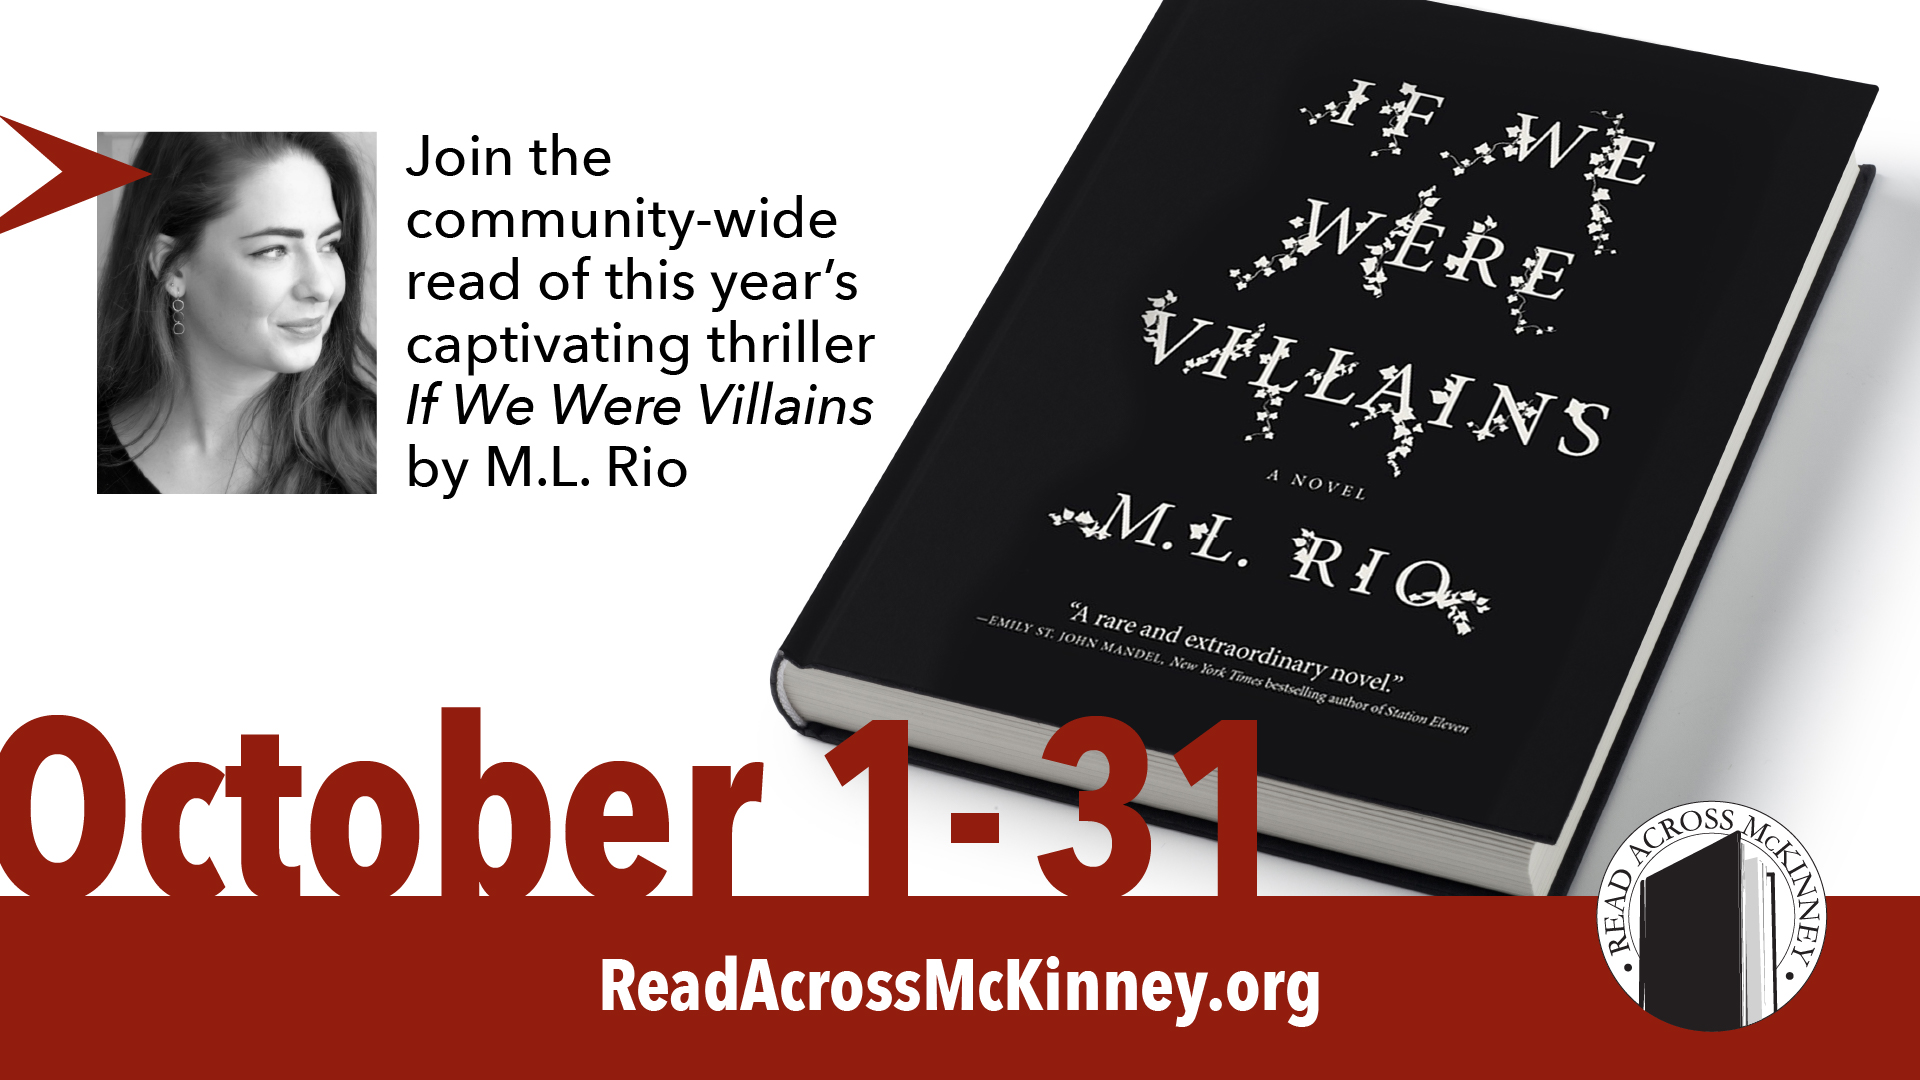 Join the
community-wide
read of this year’s
captivating thriller
If We Were Villains
by M.L. Rio
IF WE
WERE
VILLAINS
A NOVEL
M.L. RIO
“A rare and extraordinary novel.”
—EMILY ST. JOHN MANDEL, New York Times bestselling author of Station Eleven
October 1-31
ReadAcrossMcKinney.org
• READ ACROSS McKINNEY •